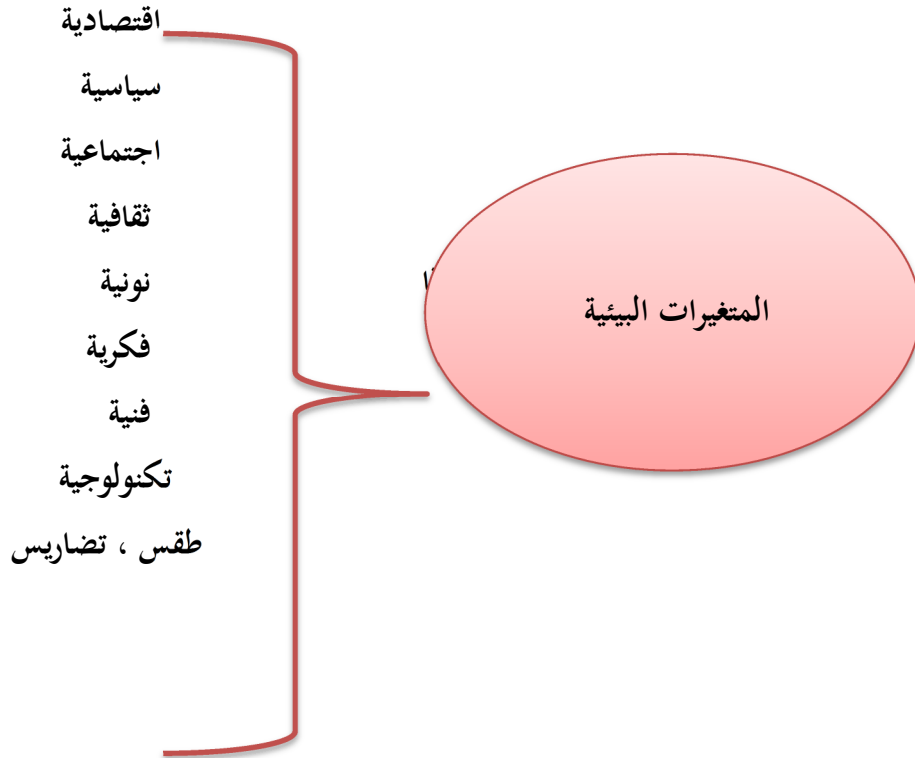 اقتصادية
سياسية
اجتماعية
ثقافية
نونية
فكرية
فنية
تكنولوجية
طقس ، تضاريس
المتغيرات البيئية